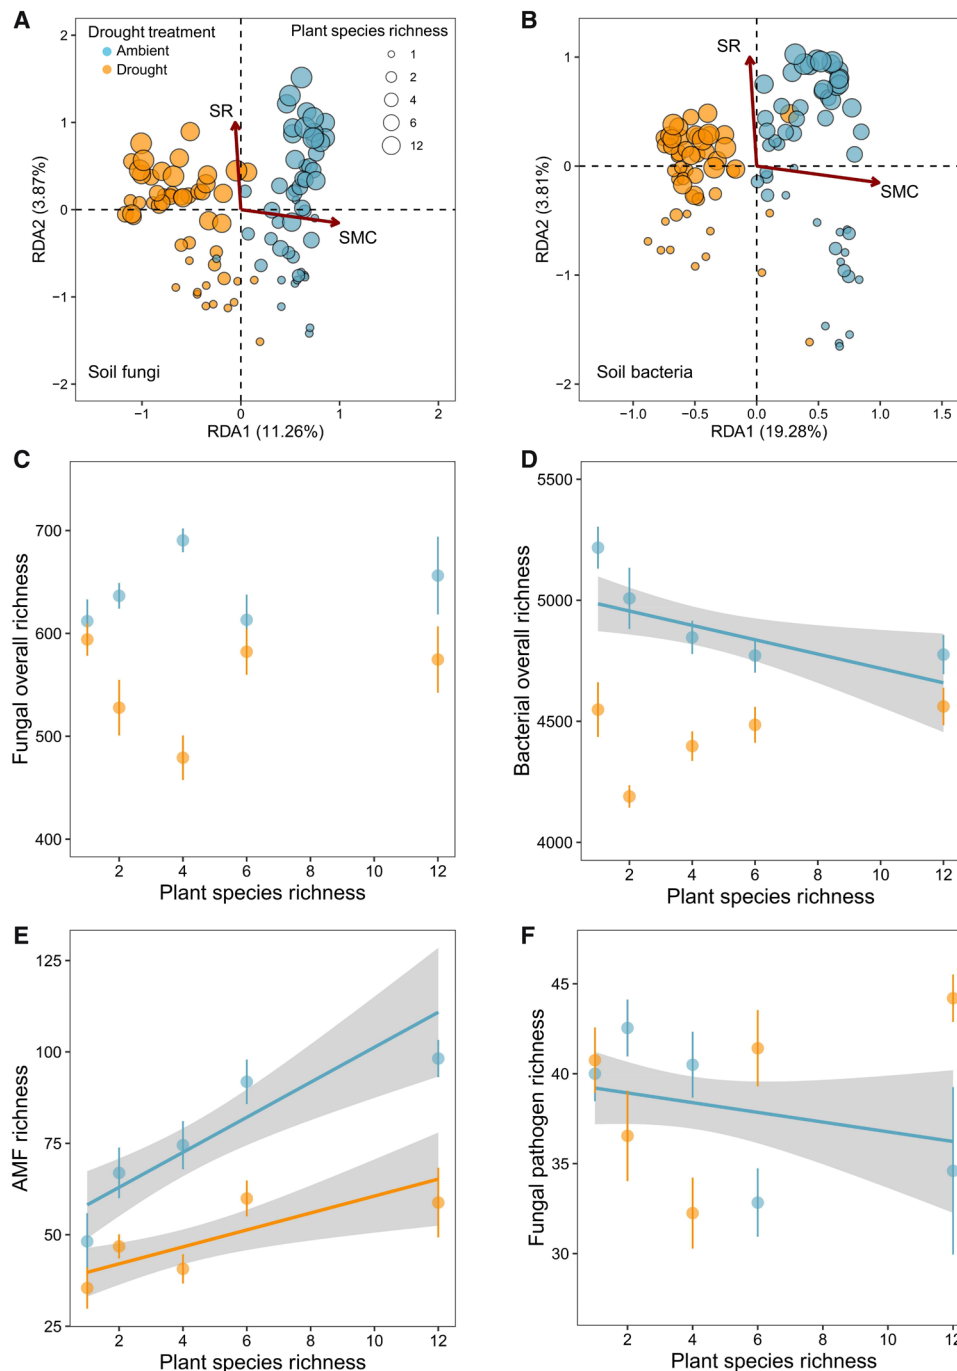 A
Drought treatment
Ambient
Drought
Plant species richness
1
2
4
6
12
SR
SMC
Soil fungi
2
1
0
−1
−2
RDA2 (3.87%)
−1
0
1
2
RDA1 (11.26%)
B
SR
SMC
Soil bacteria
1
0
−1
−2
RDA2 (3.81%)
−1.0
−0.5
0.0
0.5
1.0
1.5
RDA1 (19.28%)
C
700
600
500
400
Fungal overall richness
2
4
6
8
10
12
Plant species richness
D
5500
5000
4500
4000
Bacterial overall richness
2
4
6
8
10
12
Plant species richness
E
125
100
75
50
25
AMF richness
2
4
6
8
10
12
Plant species richness
F
45
40
35
30
Fungal pathogen richness
2
4
6
8
10
12
Plant species richness